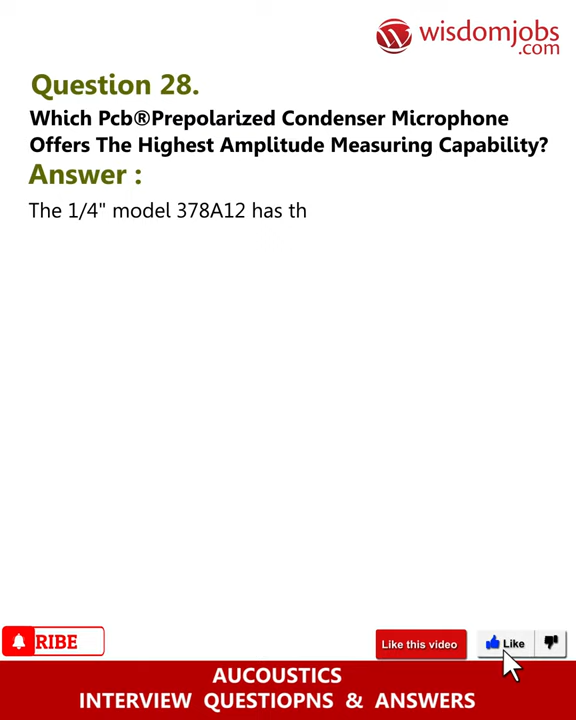 wisdomjobs
.com
Question 28.
Which Pcb®Prepolarized Condenser Microphone
Offers The Highest Amplitude Measuring Capability?
Answer :
The 1/4" model 378A12 has th
RIBE
Like this video
Like
AUCOUSTICS
INTERVIEW QUESTIOPNS & ANSWERS